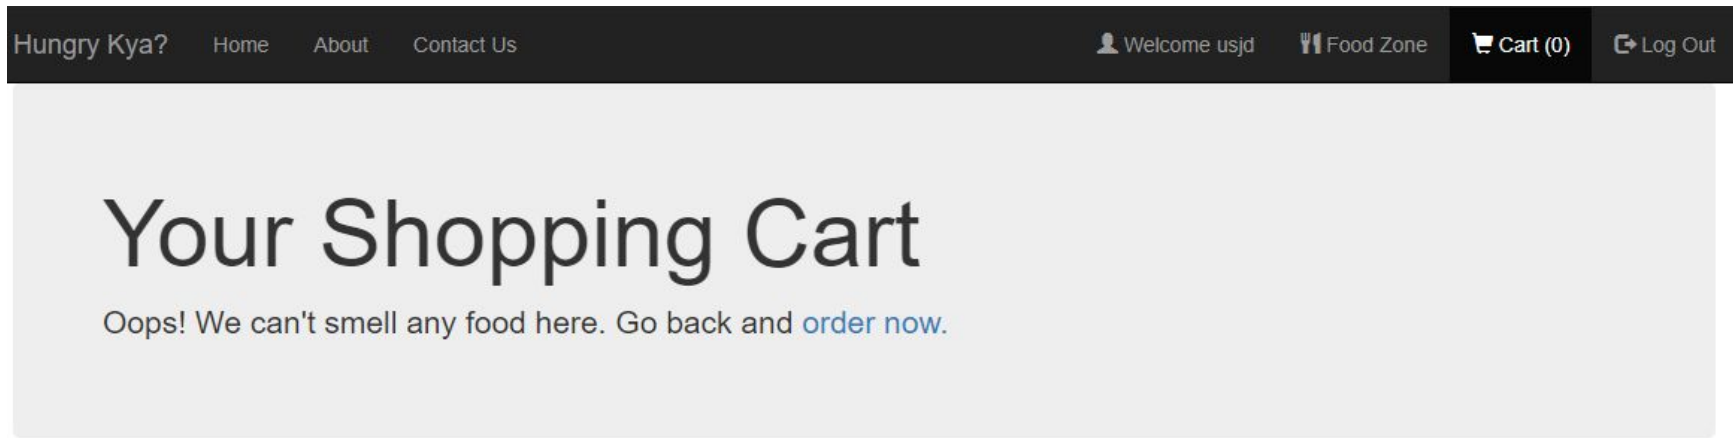 Hungry Kya? Home About Contact Us Welcome usjd Food Zone Cart (0) Log Out
Your Shopping Cart
Oops! We can't smell any food here. Go back and order now.